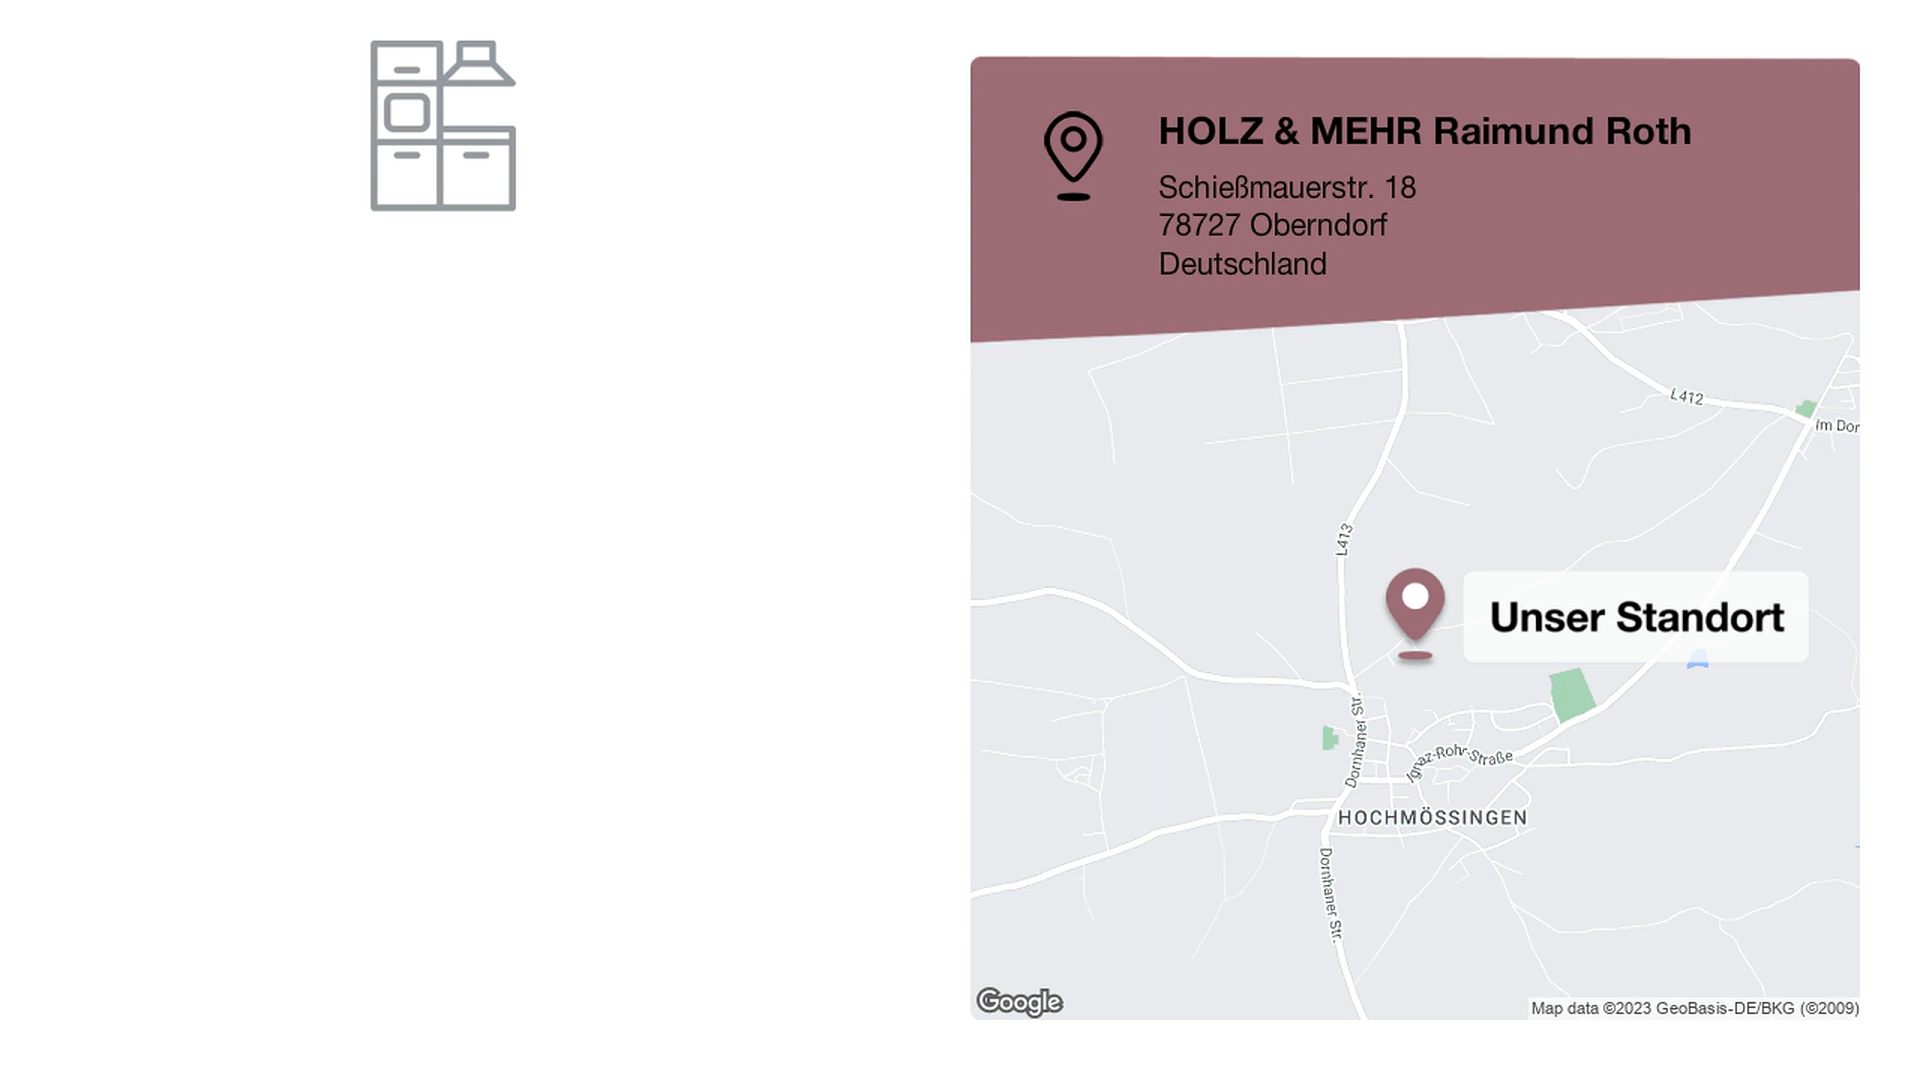 HOLZ & MEHR Raimund Roth
Schießmauerstr. 18
78727 Oberndorf
Deutschland
L412
Im Dor
L413
Unser Standort
Dornhaner Str.
Ignaz-Rohr-Straße
HOCHMÖSSINGEN
Dornhaner Str.
Google
Map data ©2023 GeoBasis-DE/BKG (©2009)